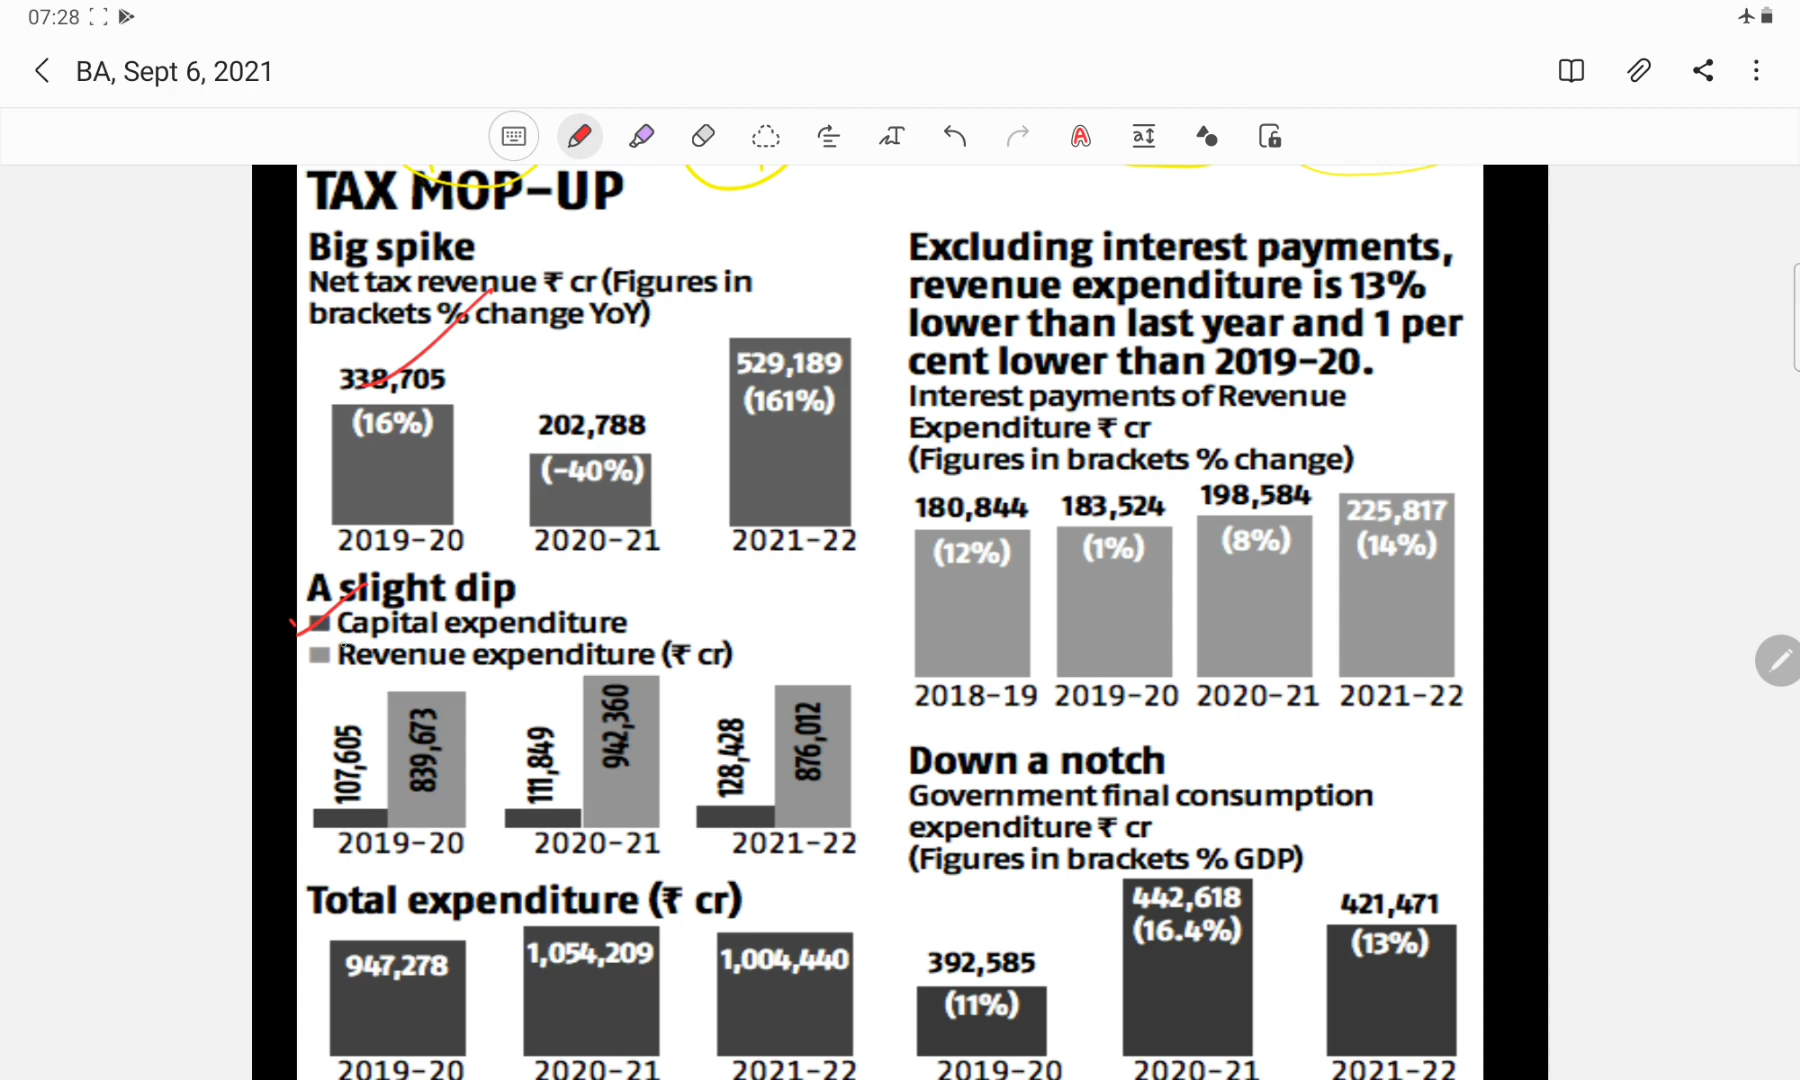 07:28
BA, Sept 6, 2021
TAX MOP-UP
Big spike
Net tax revenue ₹ cr (Figures in
brackets % change YoY)
338,705
(16%)
2019-20
202,788
(-40%)
2020-21
529,189
(161%)
2021-22
A slight dip
Capital expenditure
Revenue expenditure (₹ cr)
107,605
839,673
2019-20
111,849
942,360
2020-21
128,428
876,012
2021-22
Total expenditure (₹ cr)
947,278
2019-20
1,054,209
2020-21
1,004,440
2021-22
Excluding interest payments,
revenue expenditure is 13%
lower than last year and 1 per
cent lower than 2019-20.
Interest payments of Revenue
Expenditure ₹ cr
(Figures in brackets % change)
180,844
(12%)
2018-19
183,524
(1%)
2019-20
198,584
(8%)
2020-21
225,817
(14%)
2021-22
Down a notch
Government final consumption
expenditure ₹ cr
(Figures in brackets % GDP)
392,585
(11%)
2019-20
442,618
(16.4%)
2020-21
421,471
(13%)
2021-22